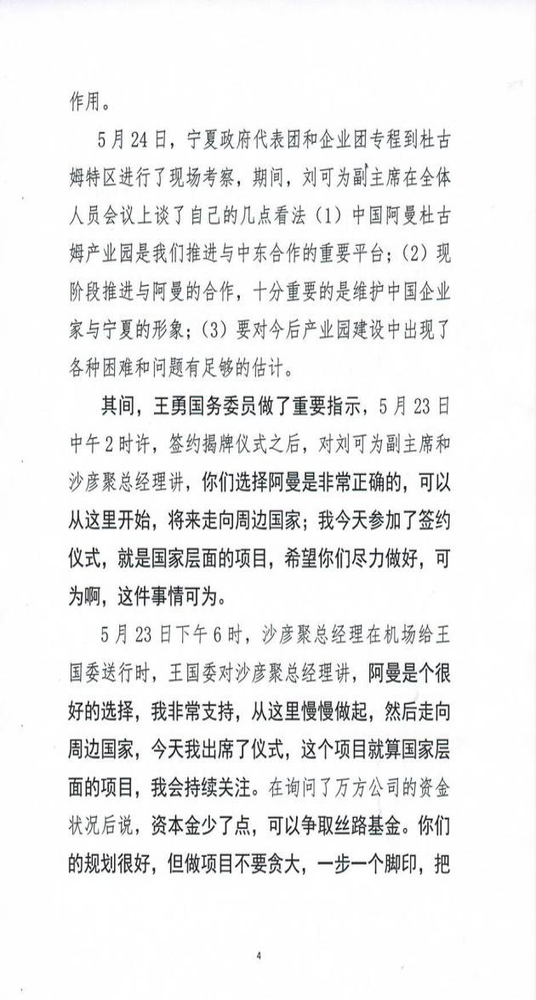 作用。
5月24日，宁夏政府代表团和企业团专程到杜古
姆特区进行了现场考察，期间，刘可为副主席在全体
人员会议上谈了自己的几点看法（1）中国阿曼杜古
姆产业园是我们推进与中东合作的重要平台；（2）现
阶段推进与阿曼的合作，十分重要的是维护中国企业
家与宁夏的形象；（3）要对今后产业园建设中出现了
各种困难和问题有足够的估计。
其间，王勇国务委员做了重要指示，5月23日
中午2时许，签约揭牌仪式之后，对刘可为副主席和
沙彦聚总经理讲，你们选择阿曼是非常正确的，可以
从这里开始，将来走向周边国家；我今天参加了签约
仪式，就是国家层面的项目，希望你们尽力做好，可
为啊，这件事情可为。
5月23日下午6时，沙彦聚总经理在机场给王
国委送行时，王国委对沙彦聚总经理讲，阿曼是个很
好的选择，我非常支持，从这里慢慢做起，然后走向
周边国家，今天我出席了仪式，这个项目就算国家层
面的项目，我会持续关注。在询问了万方公司的资金
状况后说，资本金少了点，可以争取丝路基金。你们
的规划很好，但做项目不要贪大，一步一个脚印，把
4